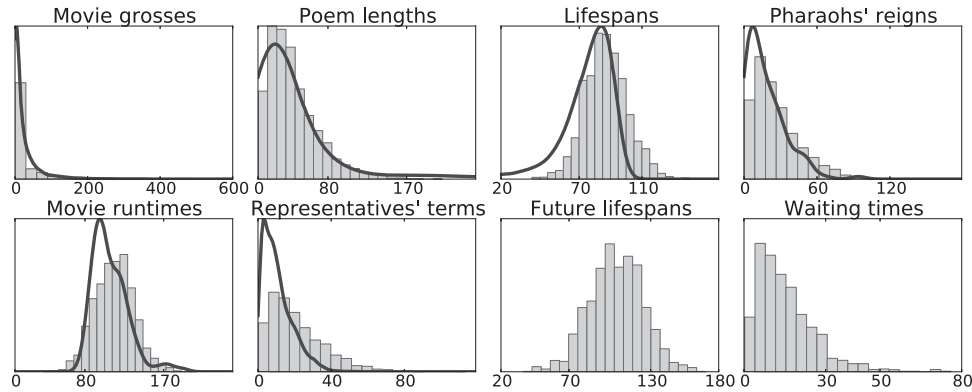 Movie grosses Poem lengths Lifespans Pharaohs' reigns
0 200 400 600 0 80 170 20 70 110 0 60 120
Movie runtimes Representatives' terms Future lifespans Waiting times
0 80 170 0 40 80 20 70 130 180 0 30 50 80